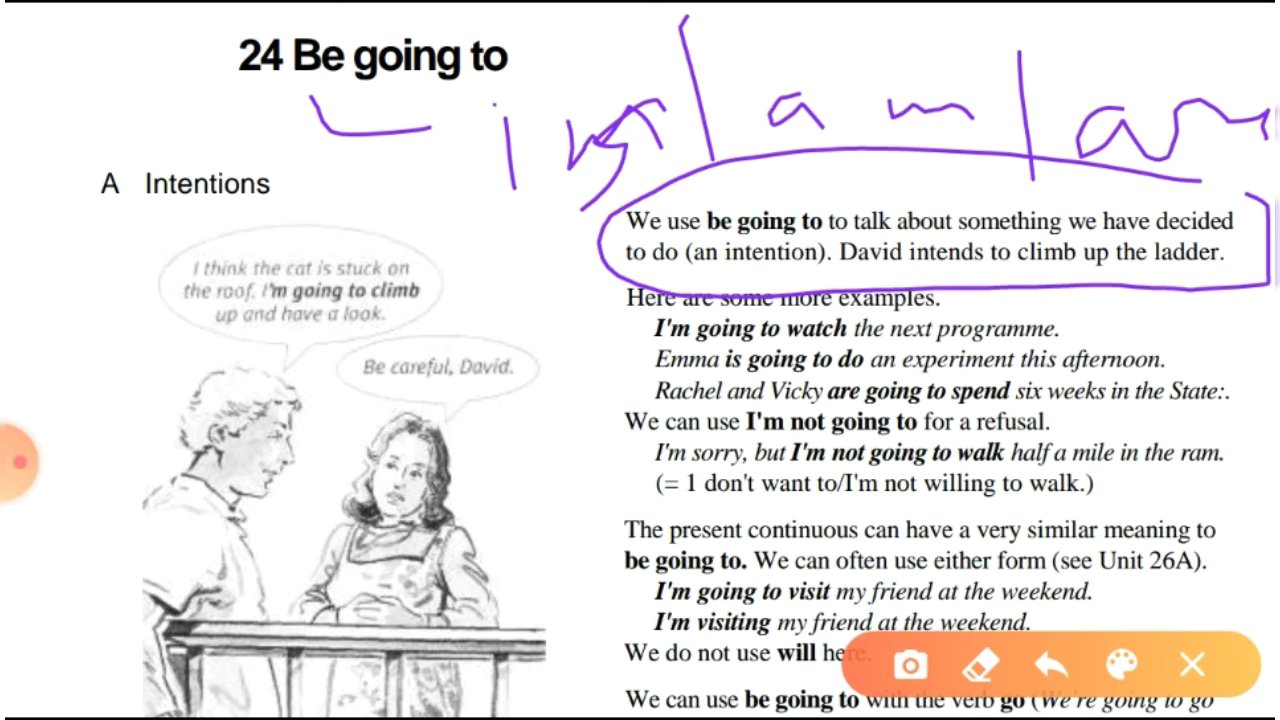 24 Be going to
is / am / are
A Intentions
I think the cat is stuck on
the roof. I'm going to climb
up and have a look.
Be careful, David.
We use be going to to talk about something we have decided
to do (an intention). David intends to climb up the ladder.
Here are some more examples.
I'm going to watch the next programme.
Emma is going to do an experiment this afternoon.
Rachel and Vicky are going to spend six weeks in the State:.
We can use I'm not going to for a refusal.
I'm sorry, but I'm not going to walk half a mile in the ram.
(= 1 don't want to/I'm not willing to walk.)
The present continuous can have a very similar meaning to
be going to. We can often use either form (see Unit 26A).
I'm going to visit my friend at the weekend.
I'm visiting my friend at the weekend.
We do not use will here.
We can use be going to with the verb go (We're going to go